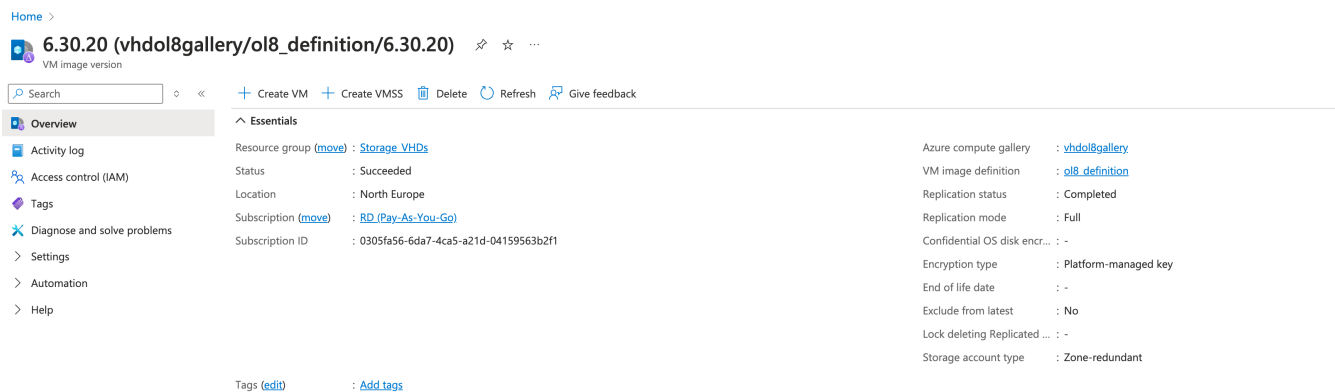 Home >
6.30.20 (vhdol8gallery/ol8_definition/6.30.20) ...
VM image version
Search
Create VM Create VMSS Delete Refresh Give feedback
Overview
Activity log
Access control (IAM)
Tags
Diagnose and solve problems
Settings
Automation
Help
Essentials
Resource group (move) : Storage_VHDs
Status : Succeeded
Location : North Europe
Subscription (move) : RD (Pay-As-You-Go)
Subscription ID : 0305fa56-6da7-4ca5-a21d-04159563b2f1
Azure compute gallery : vhdol8gallery
VM image definition : ol8_definition
Replication status : Completed
Replication mode : Full
Confidential OS disk encr... : -
Encryption type : Platform-managed key
End of life date : -
Exclude from latest : No
Lock deleting Replicated ... : -
Storage account type : Zone-redundant
Tags (edit) : Add tags